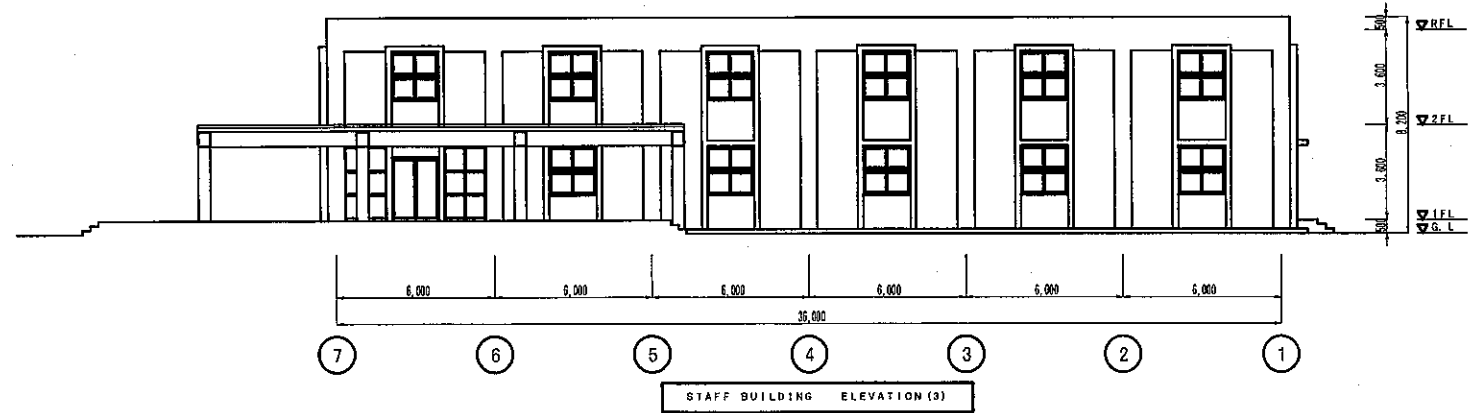 500
▽RFL
3,600
8,200
▽2FL
3,600
▽1FL
500
▽G.L
6,000 6,000 6,000 6,000 6,000 6,000
36,000
7 6 5 4 3 2 1
STAFF BUILDING ELEVATION(3)